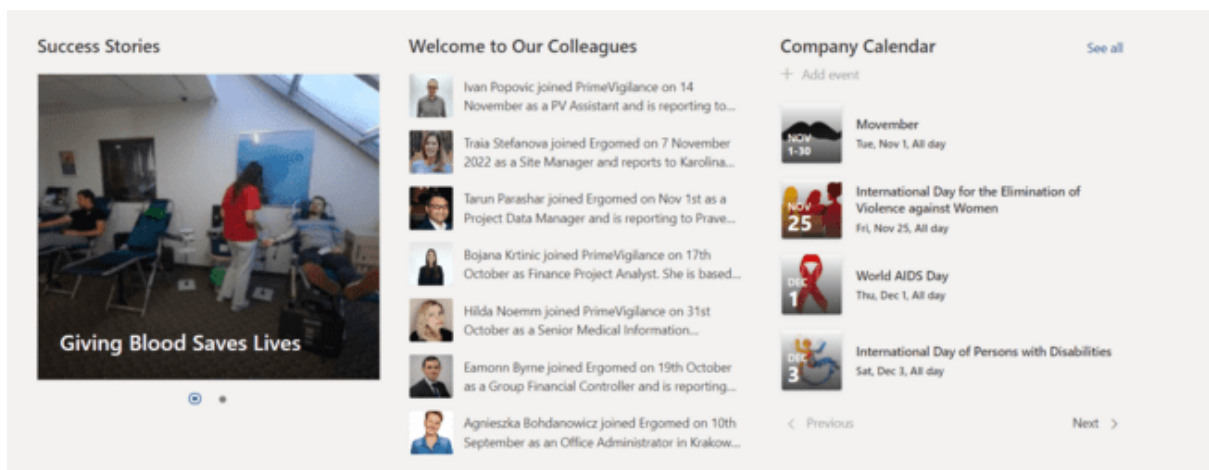 Success Stories
Giving Blood Saves Lives
Welcome to Our Colleagues
Ivan Popovic joined PrimeVigilance on 14
November as a PV Assistant and is reporting to...
Traia Stefanova joined Ergomed on 7 November
2022 as a Site Manager and reports to Karolina...
Tarun Parashar joined Ergomed on Nov 1st as a
Project Data Manager and is reporting to Prave...
Bojana Krtinic joined PrimeVigilance on 17th
October as Finance Project Analyst. She is based...
Hilda Noemm joined PrimeVigilance on 31st
October as a Senior Medical Information...
Eamonn Byrne joined Ergomed on 19th October
as a Group Financial Controller and is reporting...
Agnieszka Bohdanowicz joined Ergomed on 10th
September as an Office Administrator in Krakow...
Company Calendar
See all
+ Add event
NOV
1-30
Movember
Tue, Nov 1, All day
NOV
25
International Day for the Elimination of
Violence against Women
Fri, Nov 25, All day
DEC
1
World AIDS Day
Thu, Dec 1, All day
DEC
3
International Day of Persons with Disabilities
Sat, Dec 3, All day
< Previous
Next >